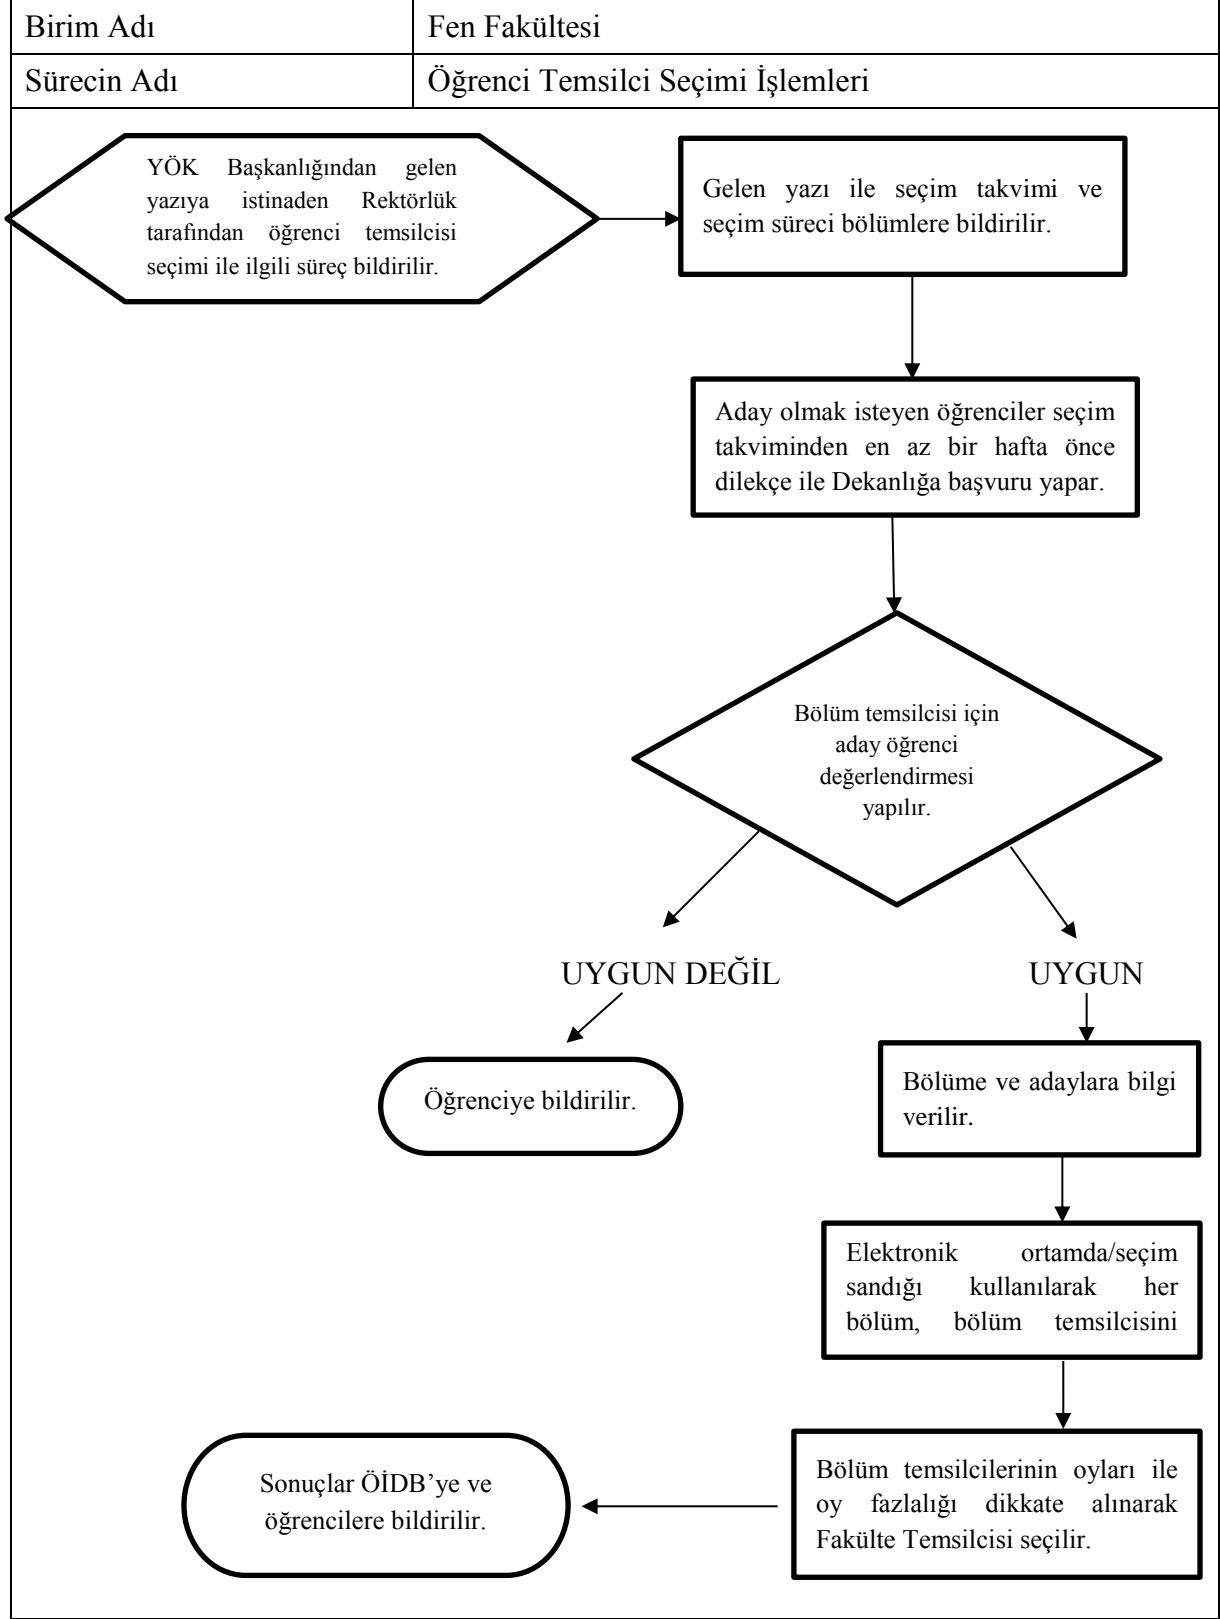 Birim Adı
Fen Fakültesi
Sürecin Adı
Öğrenci Temsilci Seçimi İşlemleri
YÖK Başkanlığından gelen
yazıya istinaden Rektörlük
tarafından öğrenci temsilcisi
seçimi ile ilgili süreç bildirilir.
Gelen yazı ile seçim takvimi ve
seçim süreci bölümlere bildirilir.
Aday olmak isteyen öğrenciler seçim
takviminden en az bir hafta önce
dilekçe ile Dekanlığa başvuru yapar.
Bölüm temsilcisi için
aday öğrenci
değerlendirmesi
yapılır.
UYGUN DEĞİL
UYGUN
Öğrenciye bildirilir.
Bölüme ve adaylara bilgi
verilir.
Elektronik ortamda/seçim
sandığı kullanılarak her
bölüm, bölüm temsilcisini
Bölüm temsilcilerinin oyları ile
oy fazlalığı dikkate alınarak
Fakülte Temsilcisi seçilir.
Sonuçlar ÖİDB’ye ve
öğrencilere bildirilir.